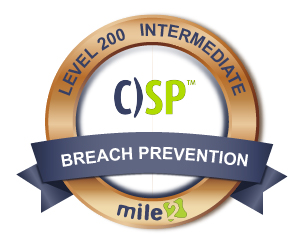 LEVEL 200 INTERMEDIATE
C)SP™
BREACH PREVENTION
mile2